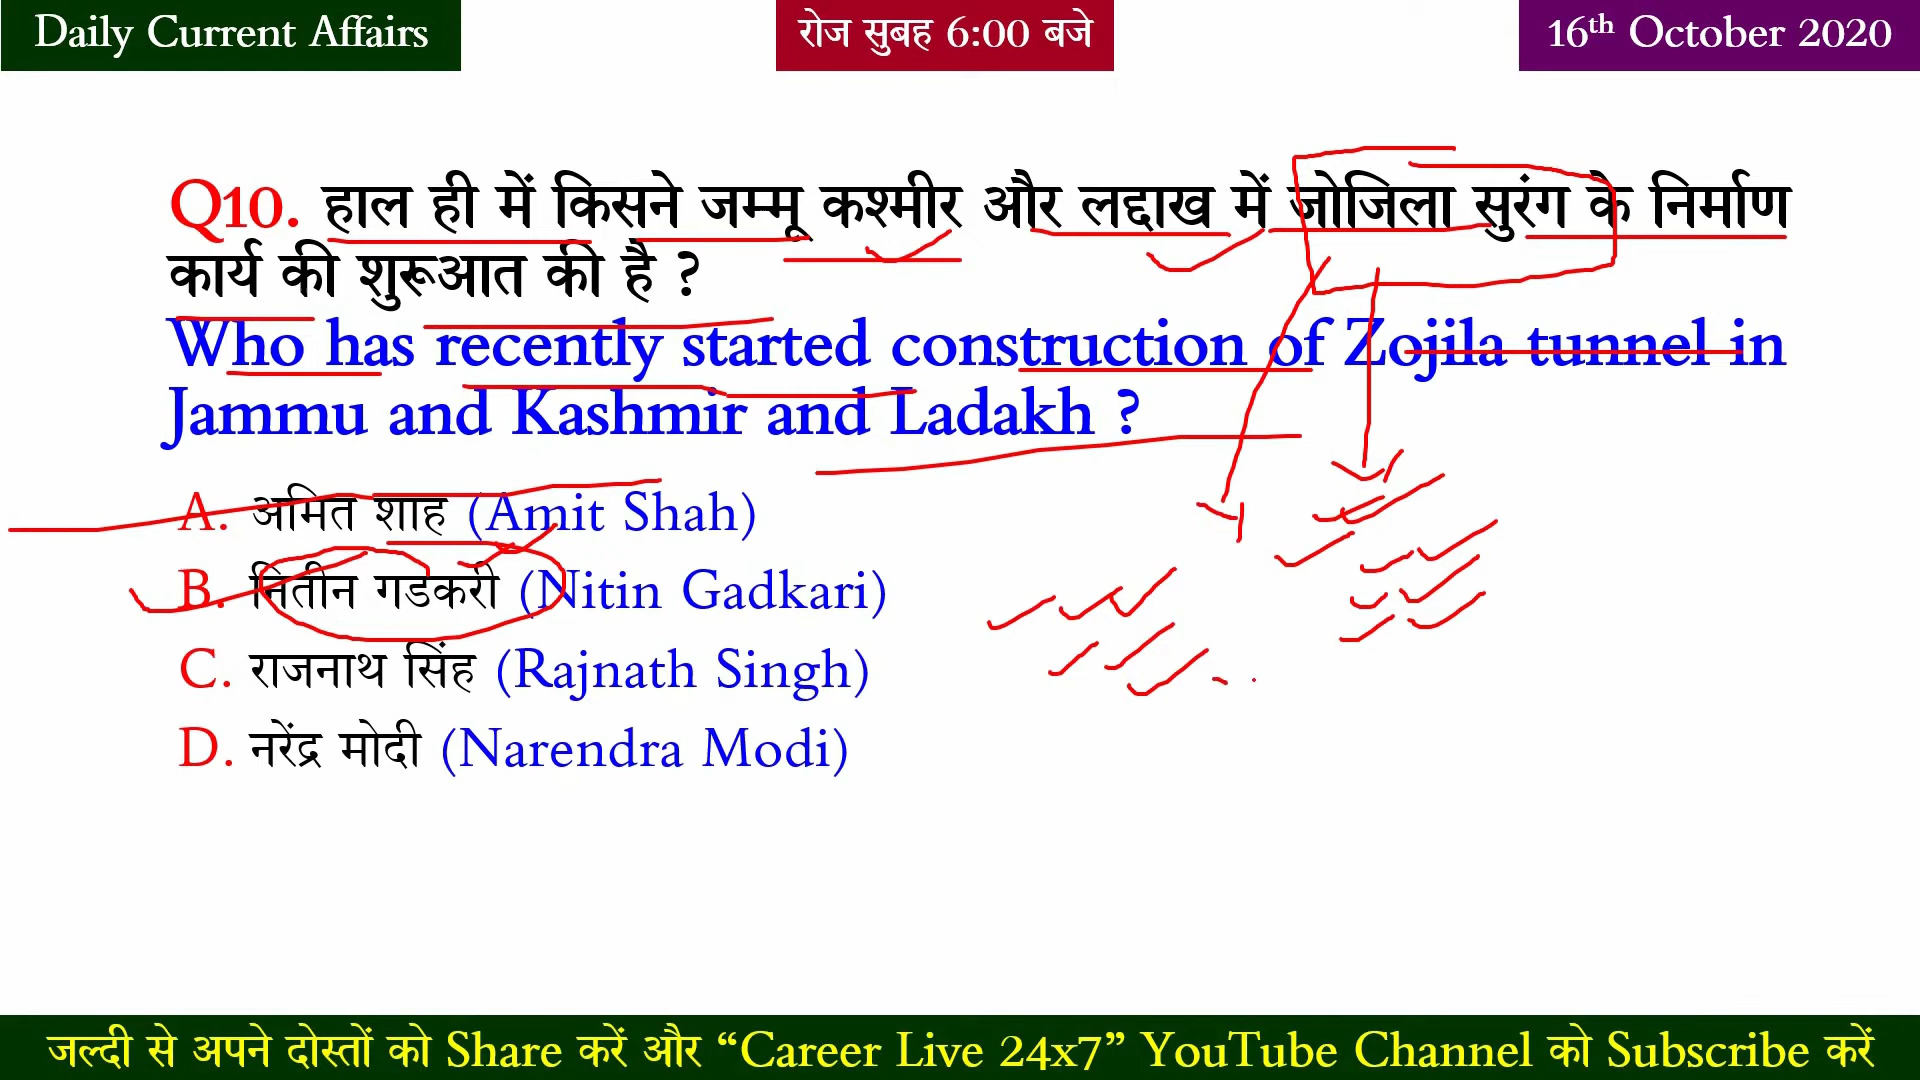 Daily Current Affairs
रोज सुबह 6:00 बजे
16th October 2020
Q10. हाल ही में किसने जम्मू कश्मीर और लद्दाख में जोजिला सुरंग के निर्माण
कार्य की शुरूआत की है ?
Who has recently started construction of Zojila tunnel in
Jammu and Kashmir and Ladakh ?
A. अमित शाह (Amit Shah)
B. नितीन गडकरी (Nitin Gadkari)
C. राजनाथ सिंह (Rajnath Singh)
D. नरेंद्र मोदी (Narendra Modi)
जल्दी से अपने दोस्तों को Share करें और “Career Live 24x7” YouTube Channel को Subscribe करें